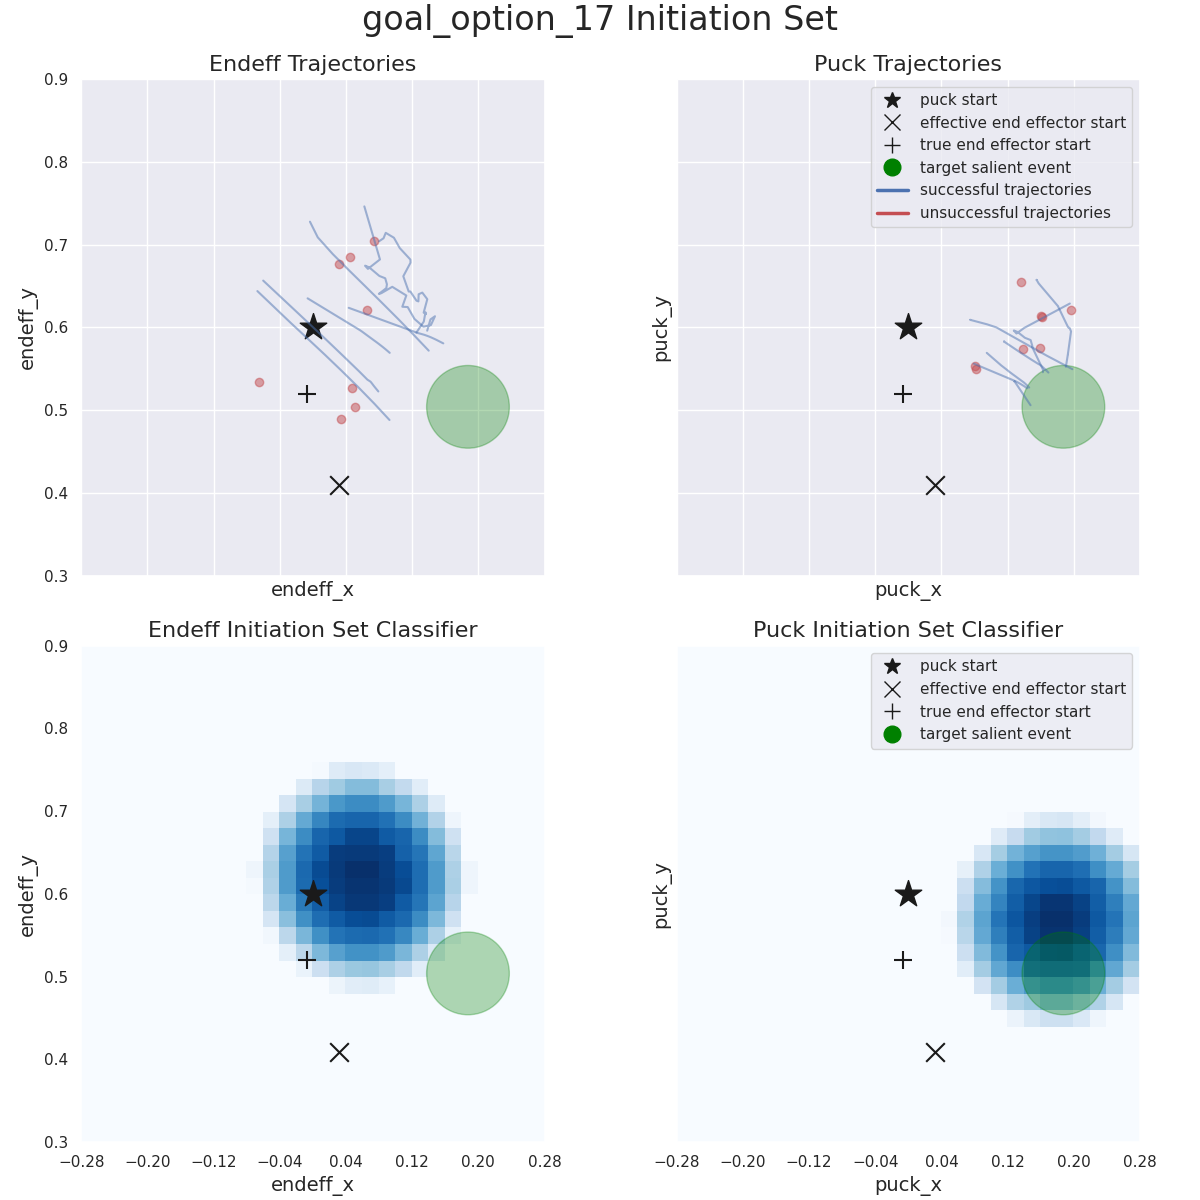 goal_option_17 Initiation Set
Endeff Trajectories
0.9
0.8
0.7
0.6
0.5
0.4
0.3
endeff_y
endeff_x
Puck Trajectories
puck start
effective end effector start
true end effector start
target salient event
successful trajectories
unsuccessful trajectories
puck_y
puck_x
Endeff Initiation Set Classifier
0.9
0.8
0.7
0.6
0.5
0.4
0.3
endeff_y
−0.28 −0.20 −0.12 −0.04 0.04 0.12 0.20 0.28
endeff_x
Puck Initiation Set Classifier
puck start
effective end effector start
true end effector start
target salient event
puck_y
−0.28 −0.20 −0.12 −0.04 0.04 0.12 0.20 0.28
puck_x